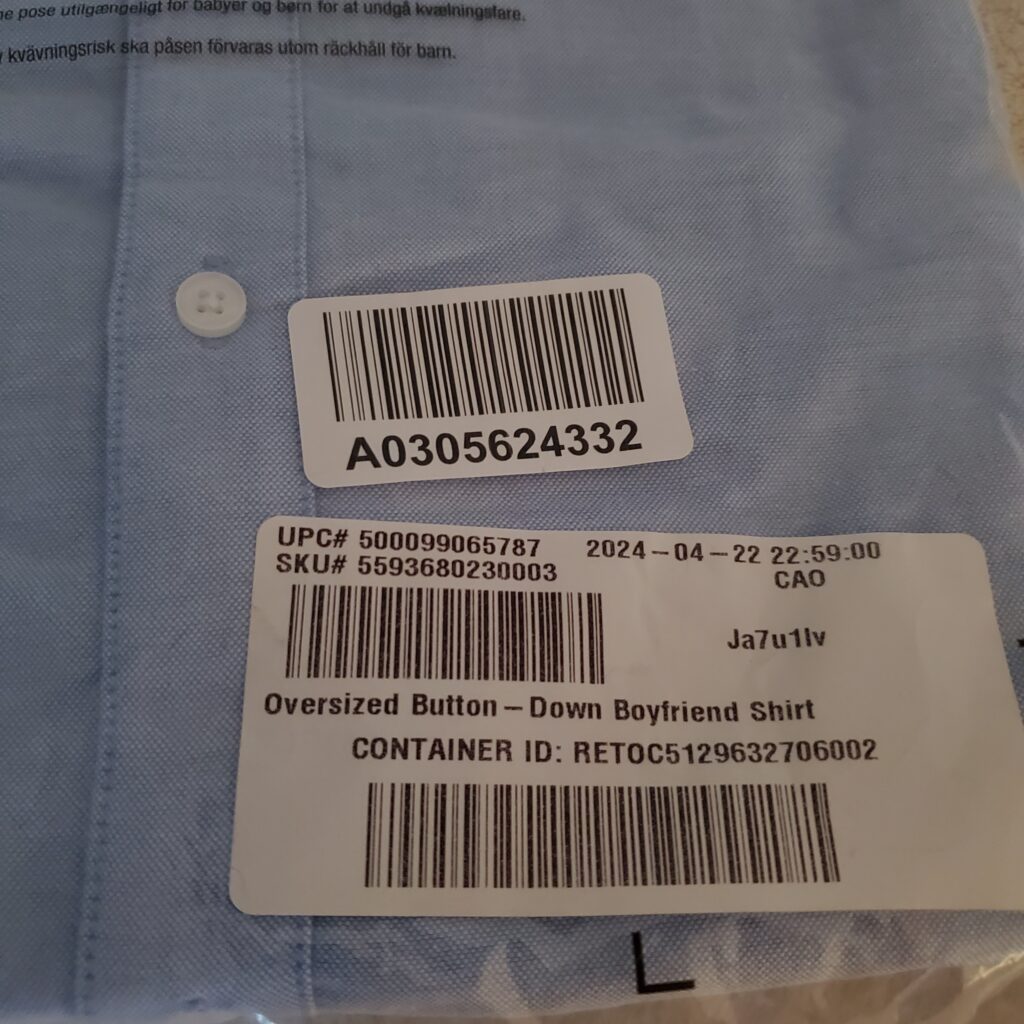 pose utilgængeligt for babyer og børn for at undgå kvælningsfare.
kvävningsrisk ska påsen förvaras utom räckhåll för barn.
A0305624332
UPC# 500099065787 2024-04-22 22:59:00
SKU# 5593680230003 CAO
Ja7u1lv
Oversized Button-Down Boyfriend Shirt
CONTAINER ID: RETOC5129632706002
L